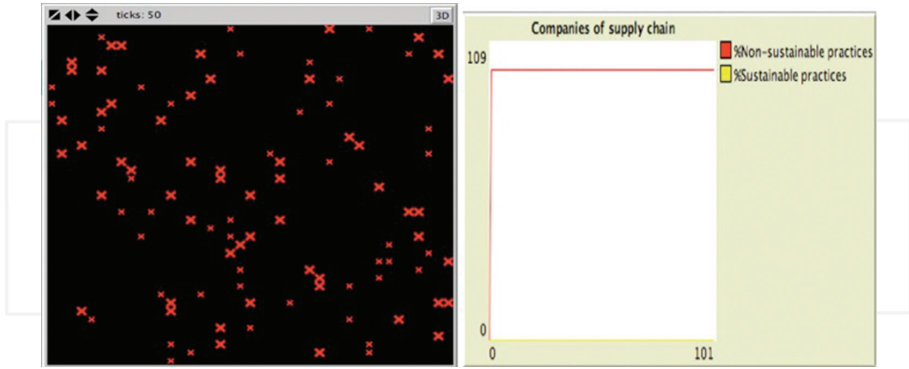 ticks: 50
3D
Companies of supply chain
109
%Non-sustainable practices
%Sustainable practices
0
0
101